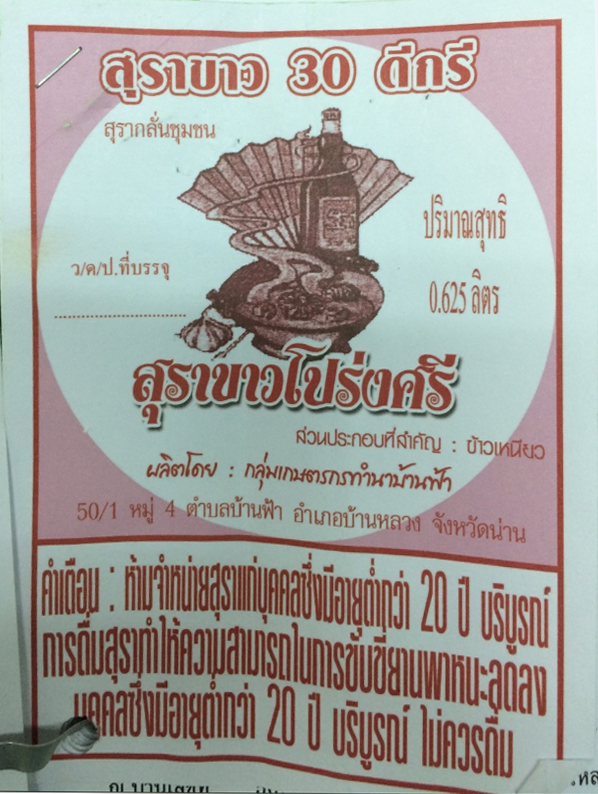 สุราขาว 30 ดีกรี
สุรากลั่นชุมชน
ปริมาณสุทธิ
ว/ด/ป.ที่บรรจุ
0.625 ลิตร
สุราขาวโปร่งศรี
ส่วนประกอบที่สำคัญ : ข้าวเหนียว
ผลิตโดย : กลุ่มเกษตรกรทำนาบ้านฟ้า
50/1 หมู่ 4 ตำบลบ้านฟ้า อำเภอบ้านหลวง จังหวัดน่าน
คำเตือน : ห้ามจำหน่ายสุราแก่บุคคลซึ่งมีอายุต่ำกว่า 20 ปี บริบูรณ์
การดื่มสุราทำให้ความสามารถในการขับขี่ยานพาหนะลดลง
บุคคลซึ่งมีอายุต่ำกว่า 20 ปี บริบูรณ์ ไม่ควรดื่ม